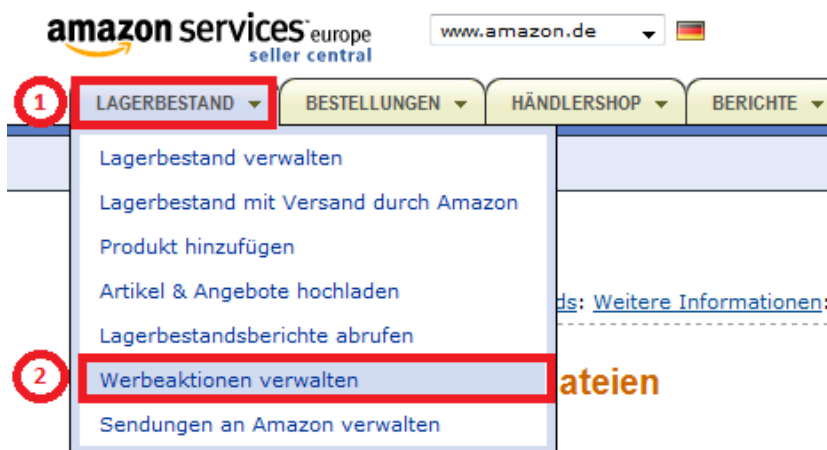 amazon services europe
seller central
www.amazon.de
1
LAGERBESTAND
BESTELLUNGEN
HÄNDLERSHOP
BERICHTE
Lagerbestand verwalten
Lagerbestand mit Versand durch Amazon
Produkt hinzufügen
Artikel & Angebote hochladen
ds: Weitere Informationen:
Lagerbestandsberichte abrufen
2
Werbeaktionen verwalten
ateien
Sendungen an Amazon verwalten